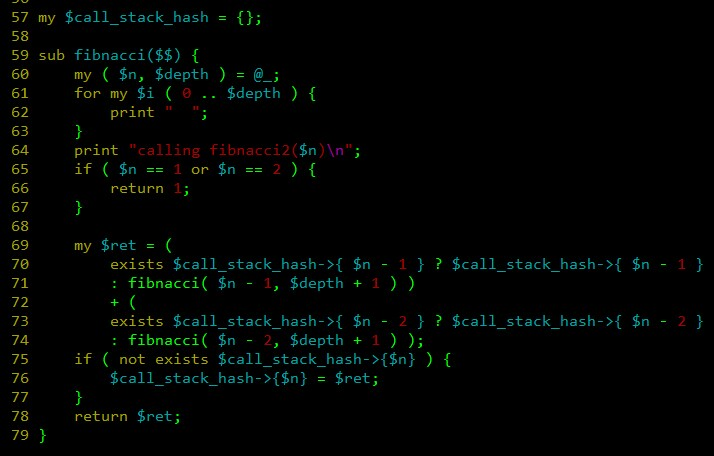 57 my $call_stack_hash = {};
58
59 sub fibnacci($$) {
60     my ( $n, $depth ) = @_;
61     for my $i ( 0 .. $depth ) {
62         print "  ";
63     }
64     print "calling fibnacci2($n)\n";
65     if ( $n == 1 or $n == 2 ) {
66         return 1;
67     }
68
69     my $ret = (
70         exists $call_stack_hash->{ $n - 1 } ? $call_stack_hash->{ $n - 1 }
71         : fibnacci( $n - 1, $depth + 1 ) )
72         + (
73         exists $call_stack_hash->{ $n - 2 } ? $call_stack_hash->{ $n - 2 }
74         : fibnacci( $n - 2, $depth + 1 ) );
75     if ( not exists $call_stack_hash->{$n} ) {
76         $call_stack_hash->{$n} = $ret;
77     }
78     return $ret;
79 }